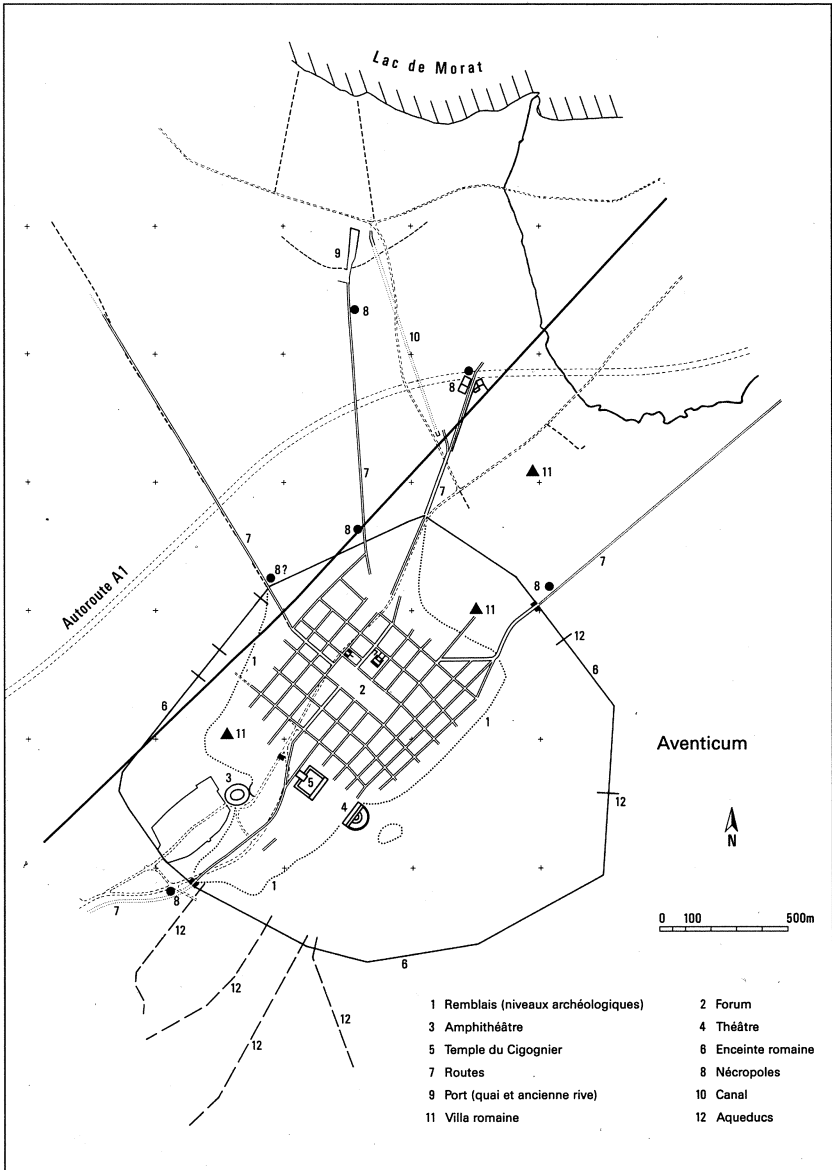 Lac de Morat
9
8
10
8
7
7
11
8
7
8?
8
7
Autoroute A1
11
12
1
6
2
6
1
11
Aventicum
3
5
4
12
N
1
8
7
0 100 500m
12
6
12
12
12
1 Remblais (niveaux archéologiques) 2 Forum
3 Amphithéâtre 4 Théâtre
5 Temple du Cigognier 6 Enceinte romaine
7 Routes 8 Nécropoles
9 Port (quai et ancienne rive) 10 Canal
11 Villa romaine 12 Aqueducs